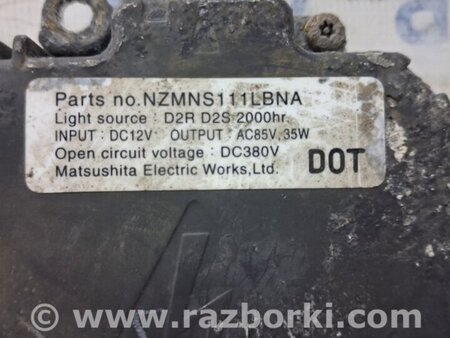 Parts no.NZMNS111LBNA
Light source : D2R D2S 2000hr.
INPUT : DC12V OUTPUT : AC85V, 35W
Open circuit voltage : DC380V
Matsushita Electric Works,Ltd.
DOT
www.razborki.com